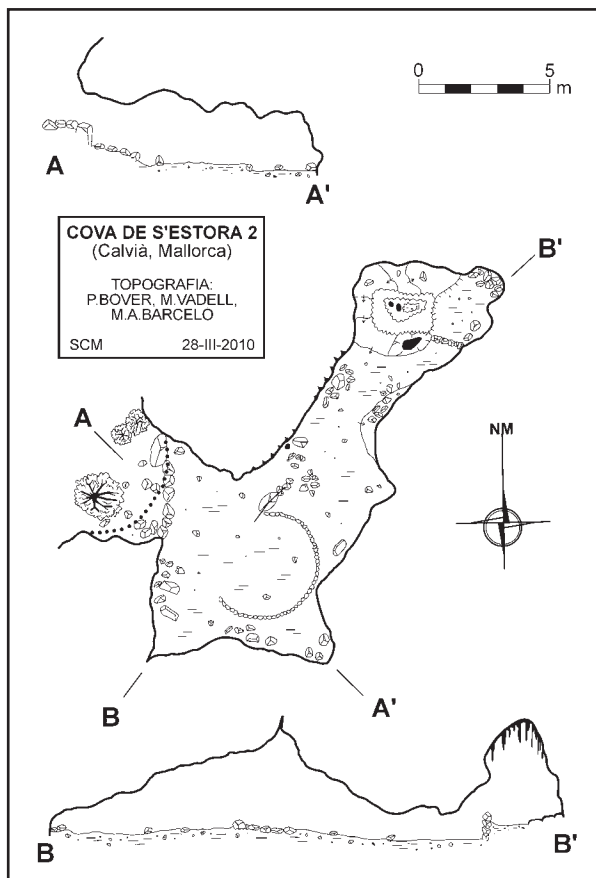 0 5
m
A
A'
COVA DE S'ESTORA 2
(Calvià, Mallorca)
TOPOGRAFIA:
P.BOVER, M.VADELL,
M.A.BARCELO
SCM 28-III-2010
B'
A
NM
B
A'
B
B'